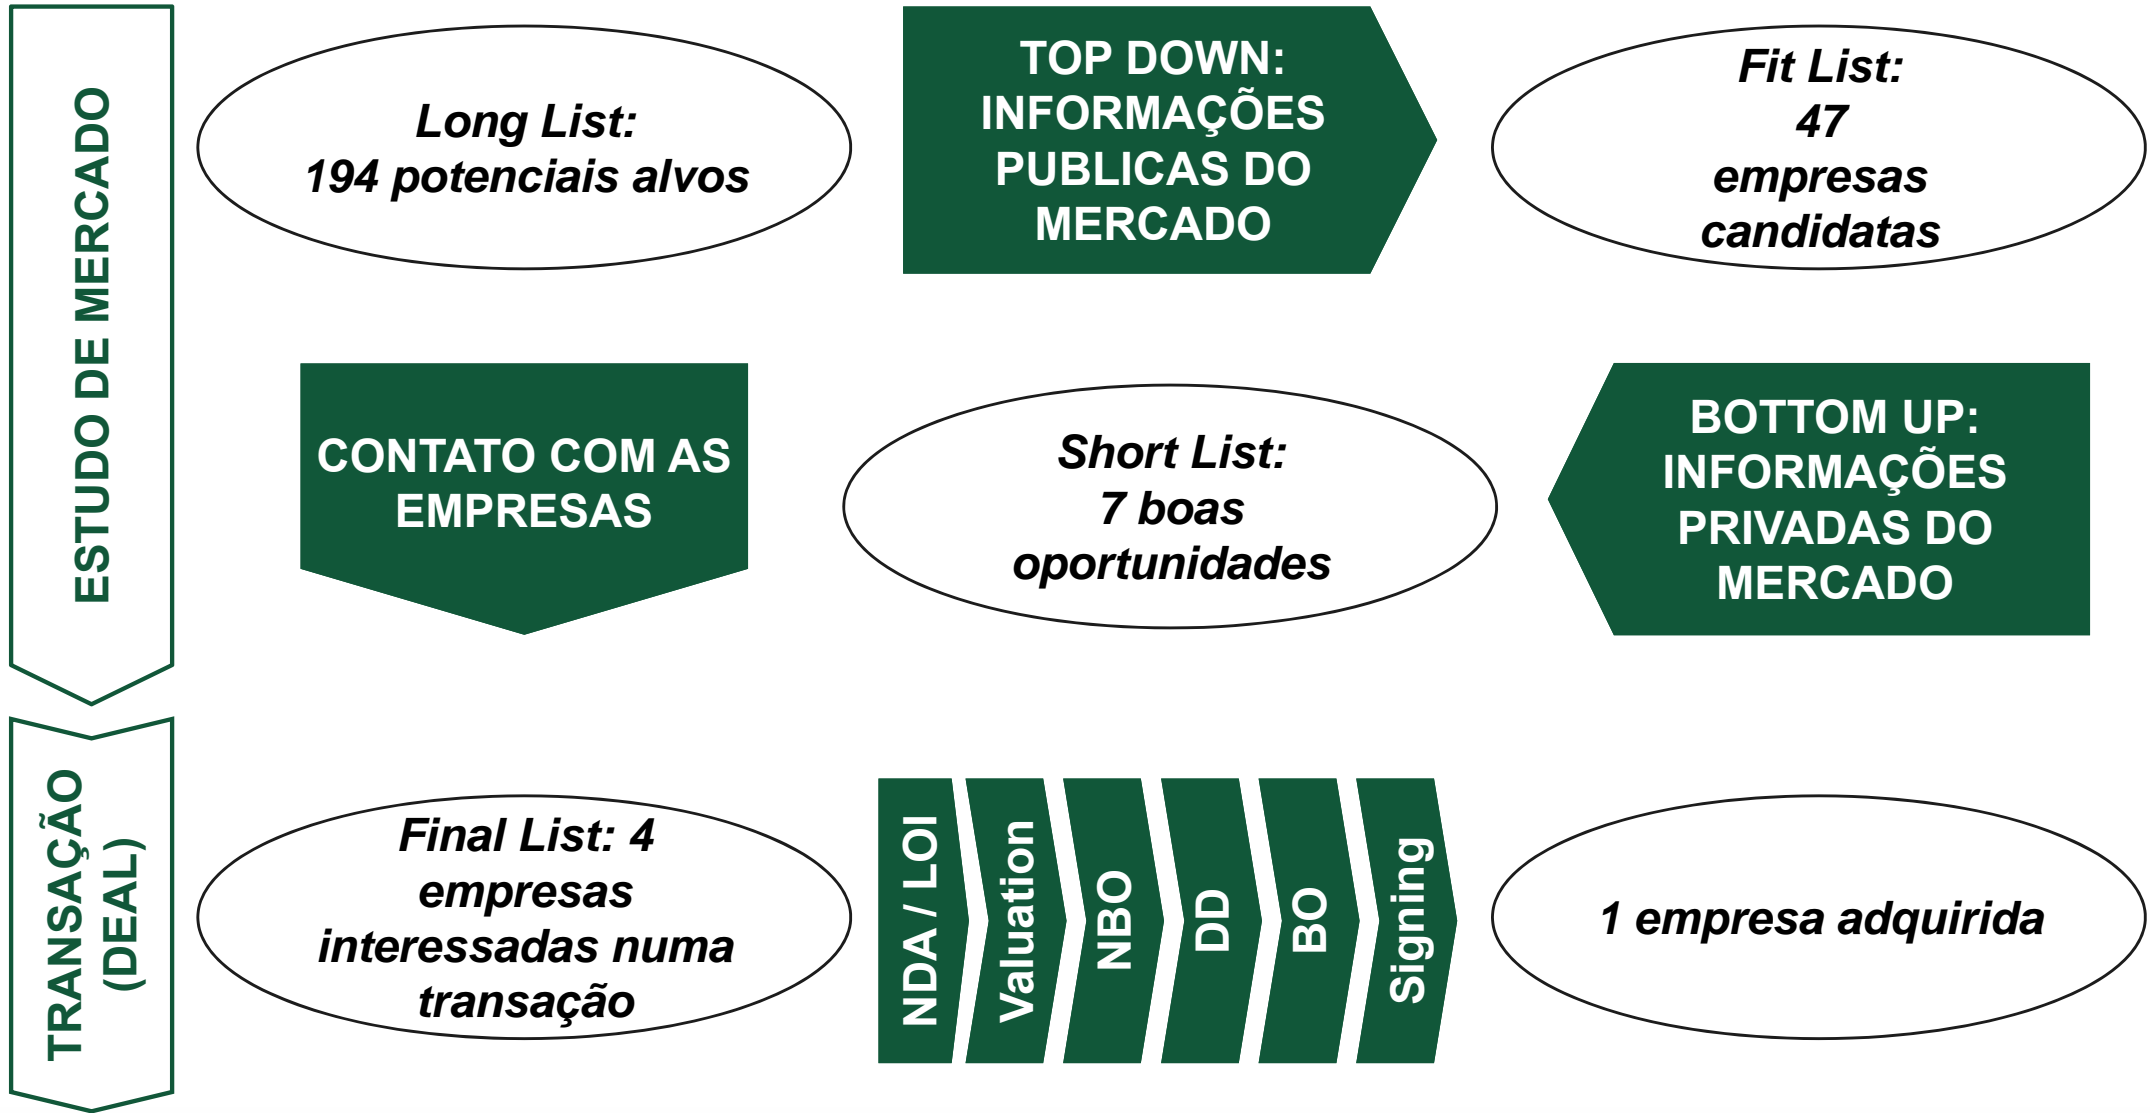 ESTUDO DE MERCADO
Long List:
194 potenciais alvos
TOP DOWN:
INFORMAÇÕES
PUBLICAS DO
MERCADO
Fit List:
47
empresas
candidatas
CONTATO COM AS
EMPRESAS
Short List:
7 boas
oportunidades
BOTTOM UP:
INFORMAÇÕES
PRIVADAS DO
MERCADO
TRANSAÇÃO
(DEAL)
Final List: 4
empresas
interessadas numa
transação
NDA / LOI
Valuation
NBO
DD
BO
Signing
1 empresa adquirida